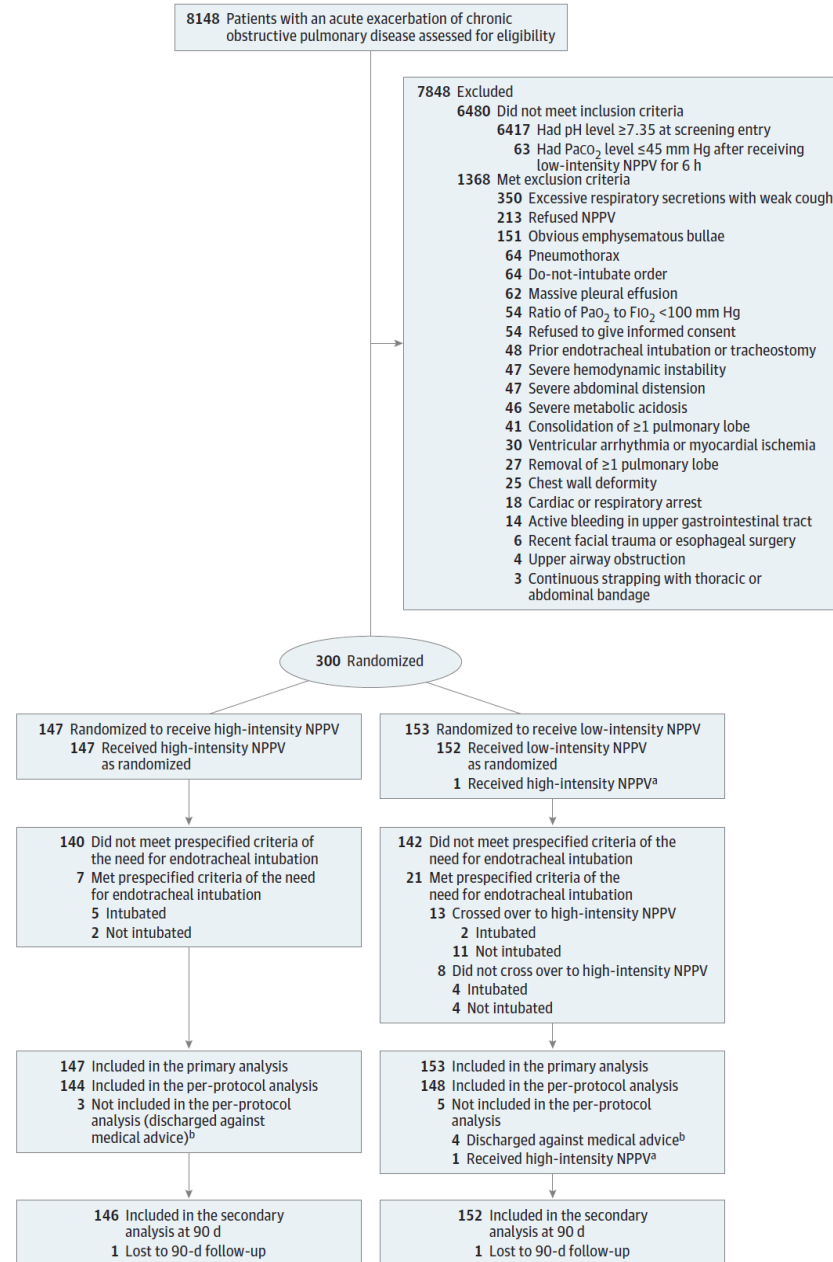 8148 Patients with an acute exacerbation of chronic
obstructive pulmonary disease assessed for eligibility
7848 Excluded
6480 Did not meet inclusion criteria
6417 Had pH level ≥7.35 at screening entry
63 Had PaCO2 level ≤45 mm Hg after receiving
low-intensity NPPV for 6 h
1368 Met exclusion criteria
350 Excessive respiratory secretions with weak cough
213 Refused NPPV
151 Obvious emphysematous bullae
64 Pneumothorax
64 Do-not-intubate order
62 Massive pleural effusion
54 Ratio of PaO2 to FIO2 <100 mm Hg
54 Refused to give informed consent
48 Prior endotracheal intubation or tracheostomy
47 Severe hemodynamic instability
47 Severe abdominal distension
46 Severe metabolic acidosis
41 Consolidation of ≥1 pulmonary lobe
30 Ventricular arrhythmia or myocardial ischemia
27 Removal of ≥1 pulmonary lobe
25 Chest wall deformity
18 Cardiac or respiratory arrest
14 Active bleeding in upper gastrointestinal tract
6 Recent facial trauma or esophageal surgery
4 Upper airway obstruction
3 Continuous strapping with thoracic or
abdominal bandage
300 Randomized
147 Randomized to receive high-intensity NPPV
147 Received high-intensity NPPV
as randomized
153 Randomized to receive low-intensity NPPV
152 Received low-intensity NPPV
as randomized
1 Received high-intensity NPPVa
140 Did not meet prespecified criteria of
the need for endotracheal intubation
7 Met prespecified criteria of the need
for endotracheal intubation
5 Intubated
2 Not intubated
142 Did not meet prespecified criteria of the
need for endotracheal intubation
21 Met prespecified criteria of the
need for endotracheal intubation
13 Crossed over to high-intensity NPPV
2 Intubated
11 Not intubated
8 Did not cross over to high-intensity NPPV
4 Intubated
4 Not intubated
147 Included in the primary analysis
144 Included in the per-protocol analysis
3 Not included in the per-protocol
analysis (discharged against
medical advice)b
153 Included in the primary analysis
148 Included in the per-protocol analysis
5 Not included in the per-protocol
analysis
4 Discharged against medical adviceb
1 Received high-intensity NPPVa
146 Included in the secondary
analysis at 90 d
1 Lost to 90-d follow-up
152 Included in the secondary
analysis at 90 d
1 Lost to 90-d follow-up